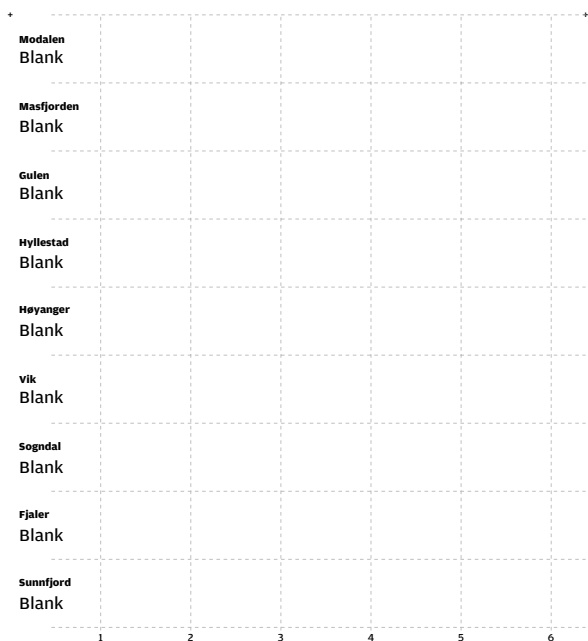 Modalen
Blank
Masfjorden
Blank
Gulen
Blank
Hyllestad
Blank
Høyanger
Blank
Vik
Blank
Sogndal
Blank
Fjaler
Blank
Sunnfjord
Blank
1 2 3 4 5 6